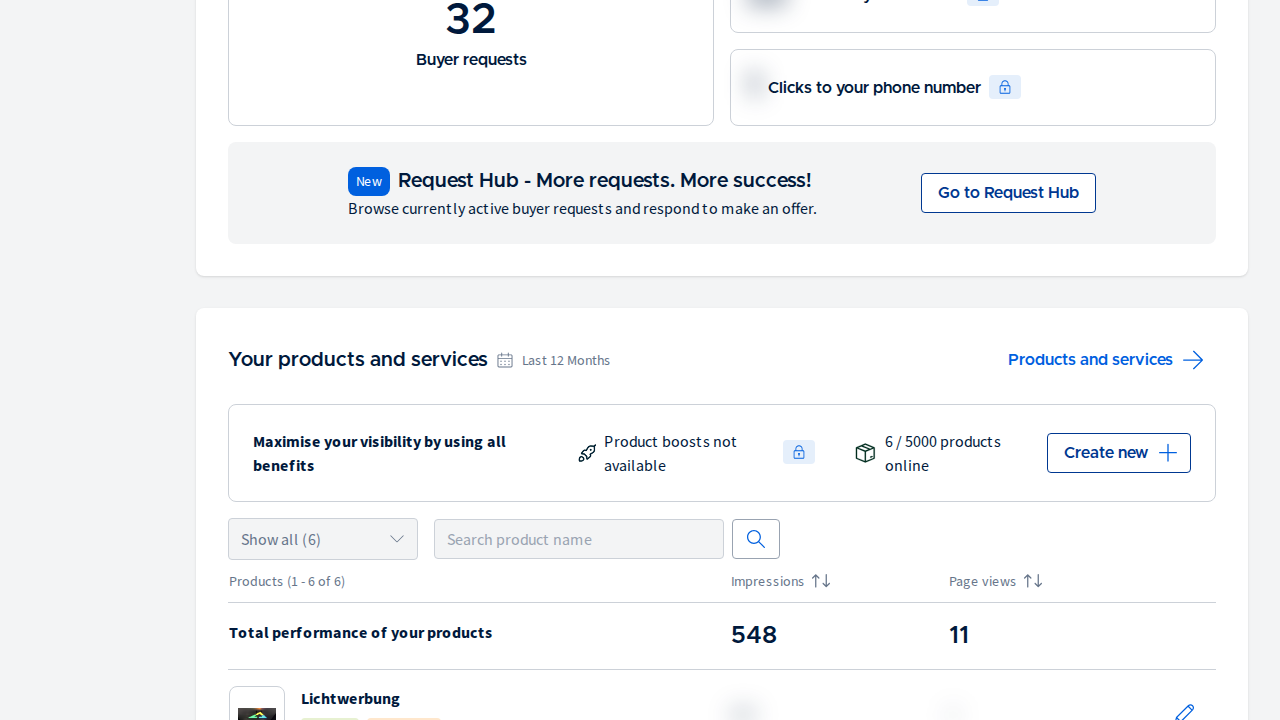 32
Buyer requests
Clicks to your phone number
New
Request Hub - More requests. More success!
Browse currently active buyer requests and respond to make an offer.
Go to Request Hub
Your products and services
Last 12 Months
Products and services
Maximise your visibility by using all
benefits
Product boosts not
available
6 / 5000 products
online
Create new
Show all (6)
Search product name
Products (1 - 6 of 6)
Impressions
Page views
Total performance of your products
548
11
Lichtwerbung